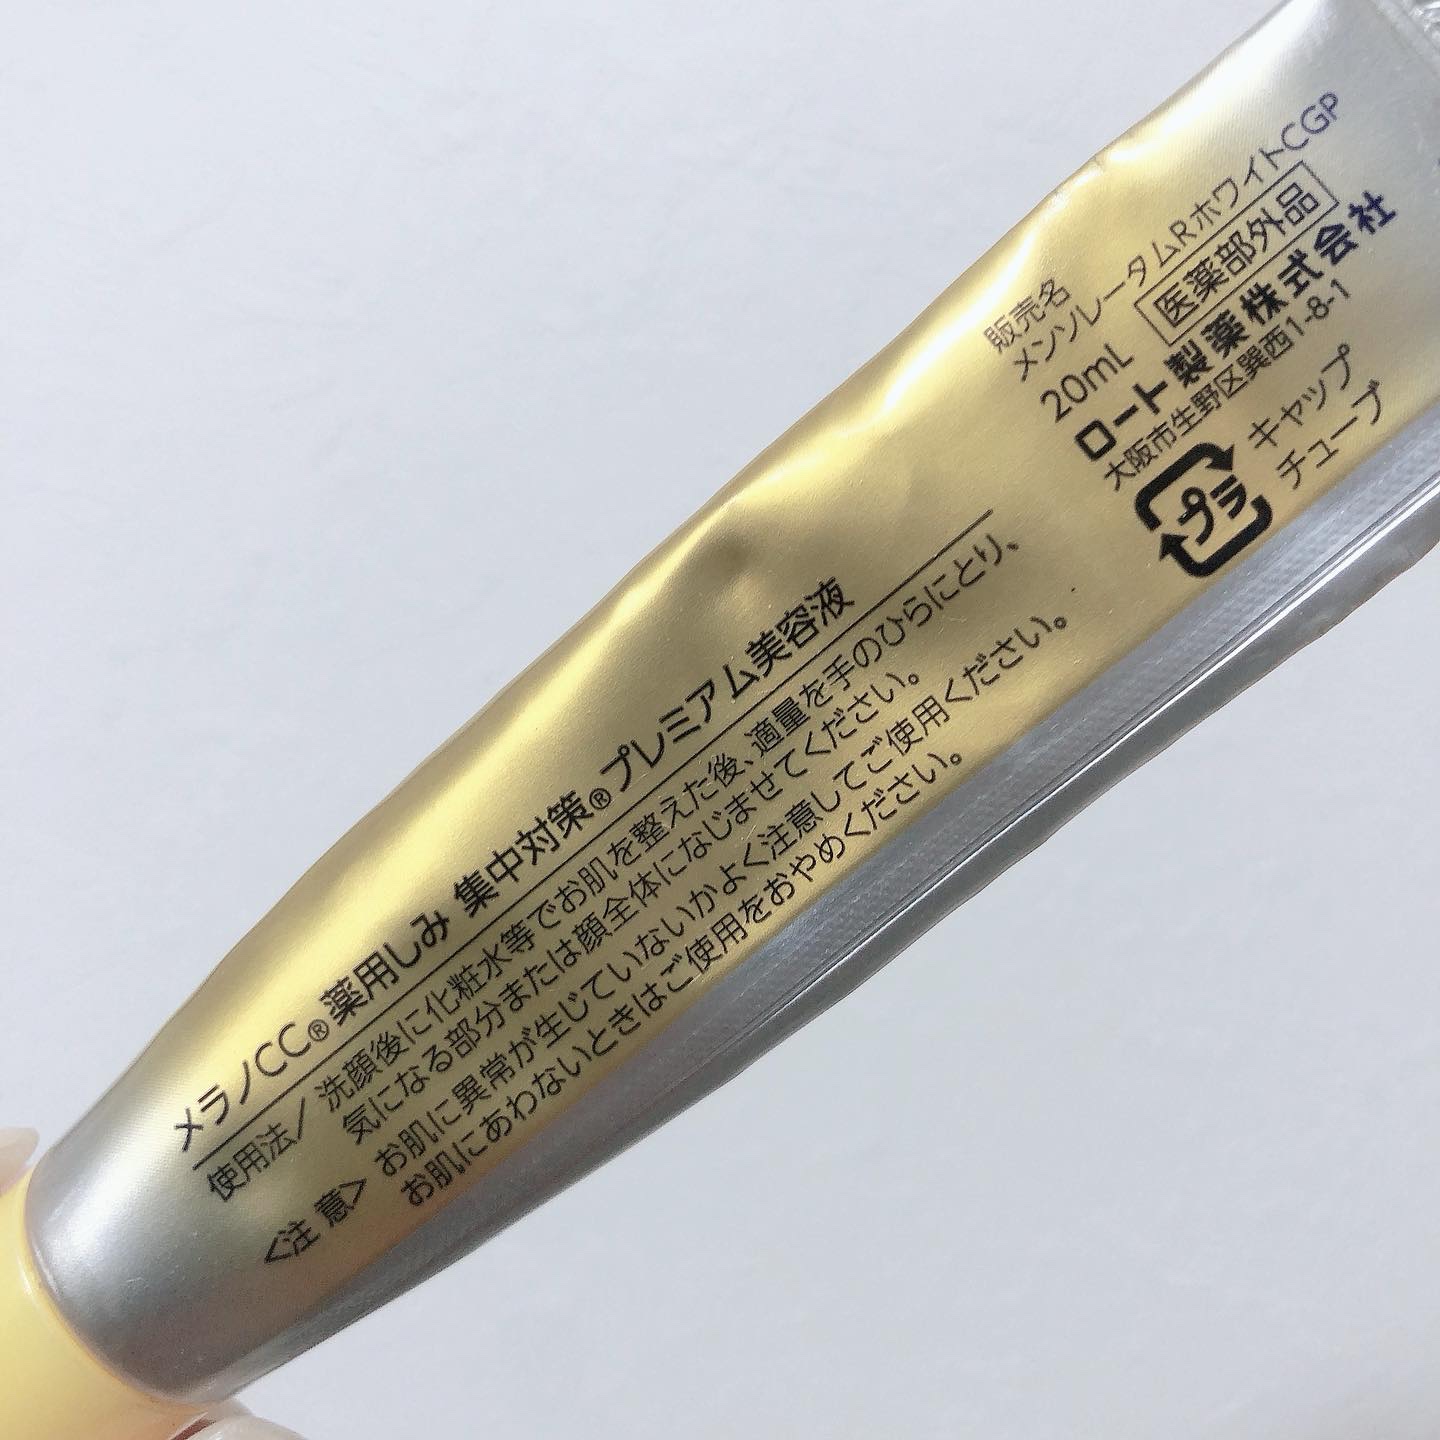 メラノCC®薬用しみ 集中対策®プレミアム美容液
使用法／洗顔後に化粧水等でお肌を整えた後、適量を手のひらにとり、
気になる部分または顔全体になじませてください。
<注意> お肌に異常が生じていないかよく注意してご使用ください。
お肌にあわないときはご使用をおやめください。
販売名
メンソレータムRホワイトCGP
20mL 医薬部外品
ロート製薬株式会社
大阪市生野区巽西1-8-1
プラ キャップ
チューブ